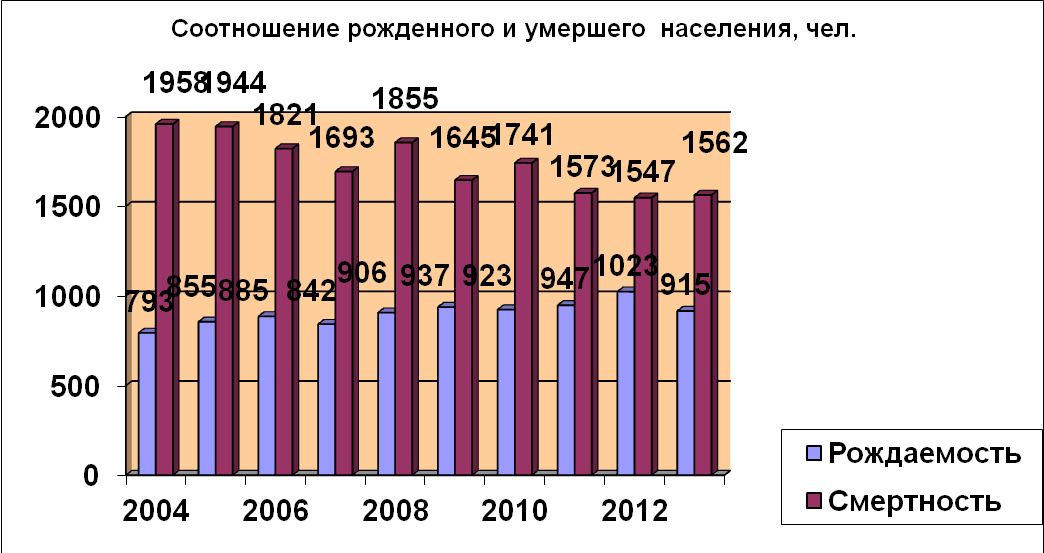 Соотношение рожденного и умершего населения, чел.
1958 1944 1821 1693 1855 1645 1741 1573 1547 1562
793 855 885 842 906 937 923 947 1023 915
2000
1500
1000
500
0
2004 2006 2008 2010 2012
Рождаемость
Смертность